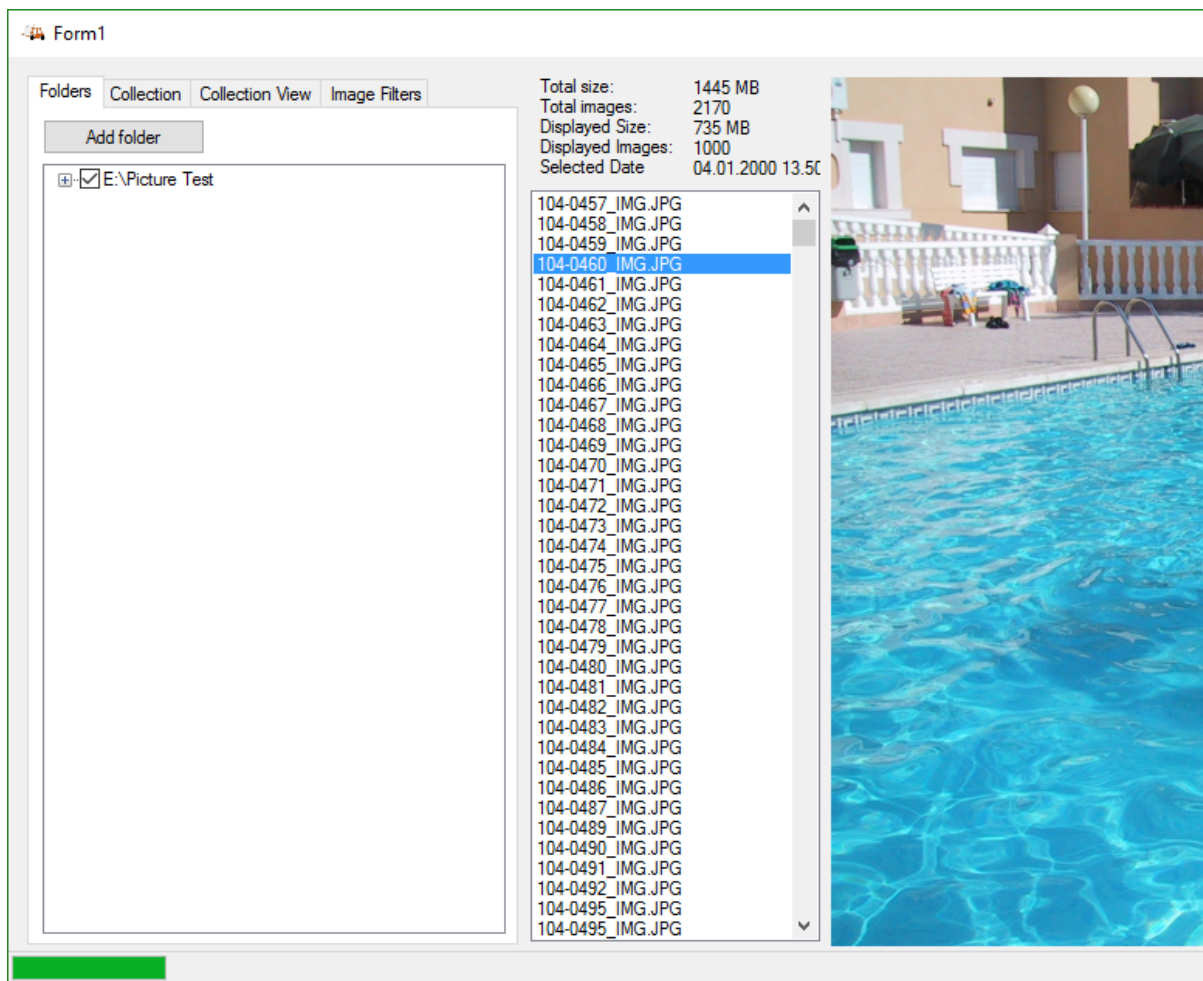 Form1
Folders Collection Collection View Image Filters
Add folder
E:\Picture Test
Total size: 1445 MB
Total images: 2170
Displayed Size: 735 MB
Displayed Images: 1000
Selected Date 04.01.2000 13.50
104-0457_IMG.JPG
104-0458_IMG.JPG
104-0459_IMG.JPG
104-0460_IMG.JPG
104-0461_IMG.JPG
104-0462_IMG.JPG
104-0463_IMG.JPG
104-0464_IMG.JPG
104-0465_IMG.JPG
104-0466_IMG.JPG
104-0467_IMG.JPG
104-0468_IMG.JPG
104-0469_IMG.JPG
104-0470_IMG.JPG
104-0471_IMG.JPG
104-0472_IMG.JPG
104-0473_IMG.JPG
104-0474_IMG.JPG
104-0475_IMG.JPG
104-0476_IMG.JPG
104-0477_IMG.JPG
104-0478_IMG.JPG
104-0479_IMG.JPG
104-0480_IMG.JPG
104-0481_IMG.JPG
104-0482_IMG.JPG
104-0483_IMG.JPG
104-0484_IMG.JPG
104-0485_IMG.JPG
104-0486_IMG.JPG
104-0487_IMG.JPG
104-0489_IMG.JPG
104-0490_IMG.JPG
104-0491_IMG.JPG
104-0492_IMG.JPG
104-0495_IMG.JPG
104-0495_IMG.JPG